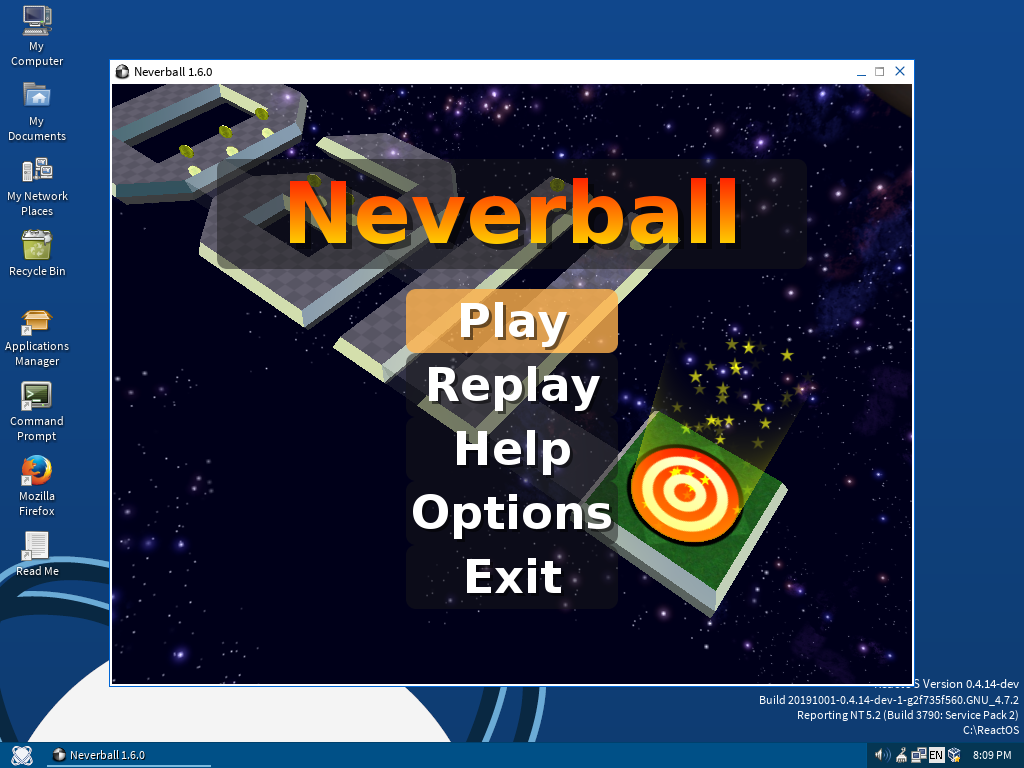 My
Computer
My
Documents
My Network
Places
Recycle Bin
Applications
Manager
Command
Prompt
Mozilla
Firefox
Read Me
Neverball 1.6.0
Neverball
Play
Replay
Help
Options
Exit
ReactOS Version 0.4.14-dev
Build 20191001-0.4.14-dev-1-g2f735f560.GNU_4.7.2
Reporting NT 5.2 (Build 3790: Service Pack 2)
C:\ReactOS
Neverball 1.6.0
EN
8:09 PM